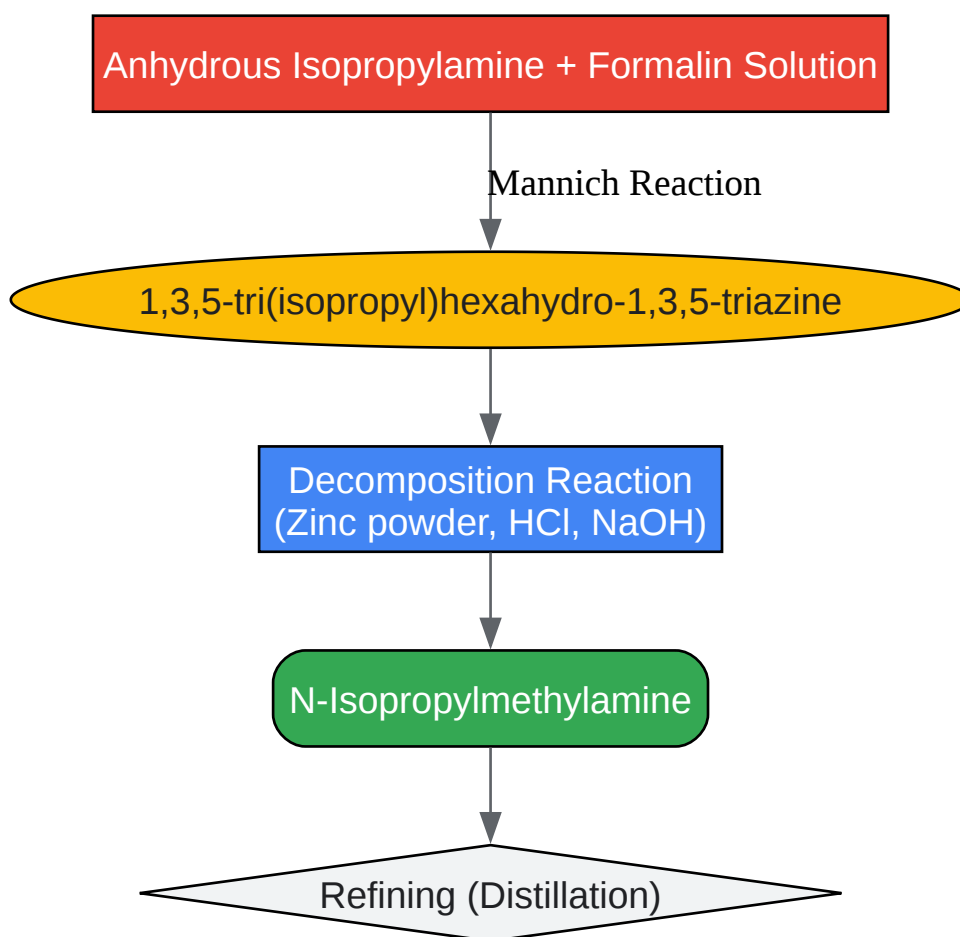 Anhydrous Isopropylamine + Formalin Solution
Mannich Reaction
1,3,5-tri(isopropyl)hexahydro-1,3,5-triazine
Decomposition Reaction
(Zinc powder, HCl, NaOH)
N-Isopropylmethylamine
Refining (Distillation)